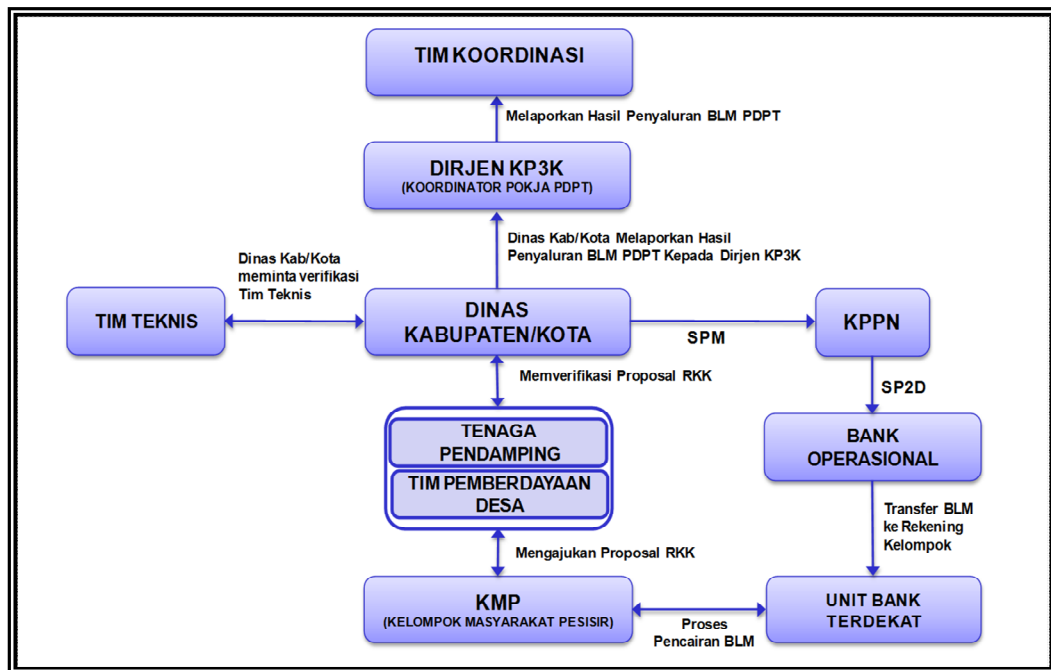 TIM KOORDINASI
Melaporkan Hasil Penyaluran BLM PDPT
DIRJEN KP3K
(KOORDINATOR POKJA PDPT)
Dinas Kab/Kota Melaporkan Hasil
Penyaluran BLM PDPT Kepada Dirjen KP3K
Dinas Kab/Kota
meminta verifikasi
Tim Teknis
TIM TEKNIS
DINAS
KABUPATEN/KOTA
SPM
KPPN
Memverifikasi Proposal RKK
SP2D
TENAGA
PENDAMPING
TIM PEMBERDAYAAN
DESA
BANK
OPERASIONAL
Transfer BLM
ke Rekening
Kelompok
Mengajukan Proposal RKK
KMP
(KELOMPOK MASYARAKAT PESISIR)
Proses
Pencairan BLM
UNIT BANK
TERDEKAT